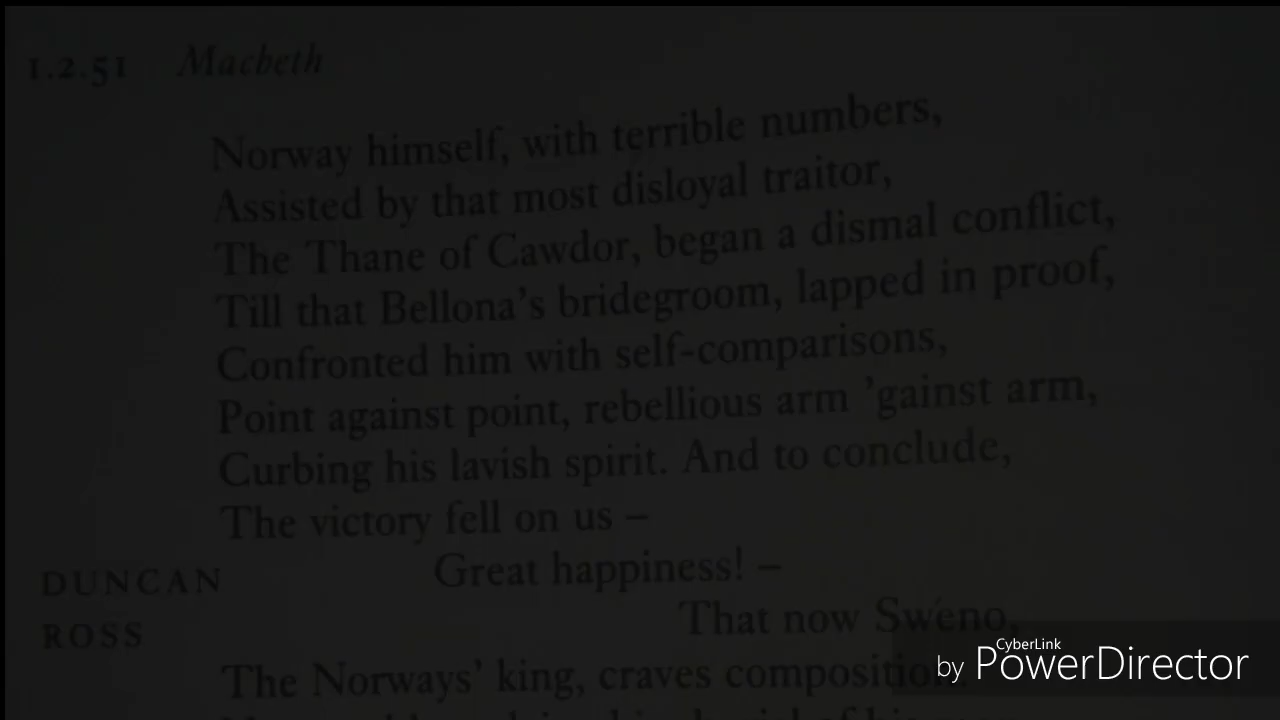 1.2.51 Macbeth
Norway himself, with terrible numbers,
Assisted by that most disloyal traitor,
The Thane of Cawdor, began a dismal conflict,
Till that Bellona's bridegroom, lapped in proof,
Confronted him with self-comparisons,
Point against point, rebellious arm 'gainst arm,
Curbing his lavish spirit. And to conclude,
The victory fell on us –
DUNCAN Great happiness! –
ROSS That now Sweno,
The Norways' king, craves composition.
CyberLink
by PowerDirector